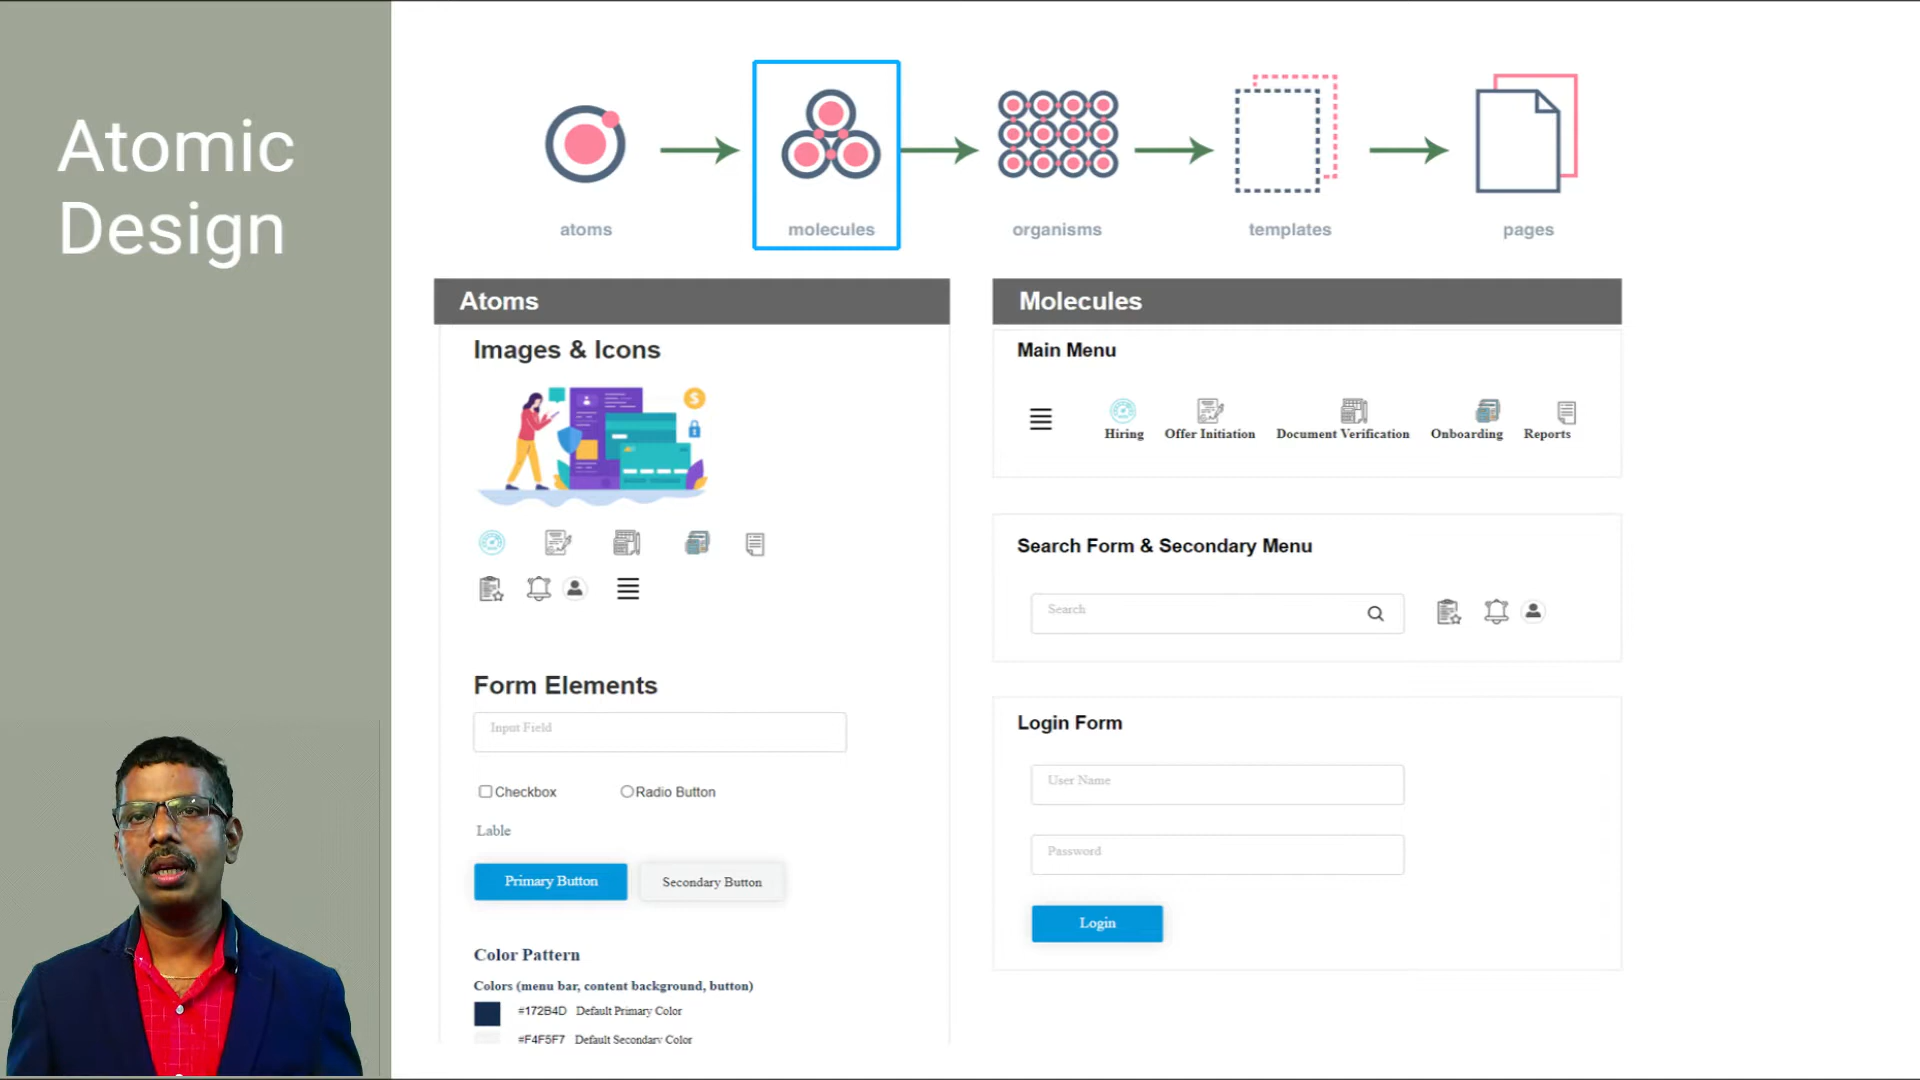 Atomic
Design
atoms
molecules
organisms
templates
pages
Atoms
Images & Icons
Form Elements
Input Field
Checkbox
Radio Button
Lable
Primary Button
Secondary Button
Color Pattern
Colors (menu bar, content background, button)
#172B4D Default Primary Color
#F4F5F7 Default Secondary Color
Molecules
Main Menu
Hiring
Offer Initiation
Document Verification
Onboarding
Reports
Search Form & Secondary Menu
Search
Login Form
User Name
Password
Login